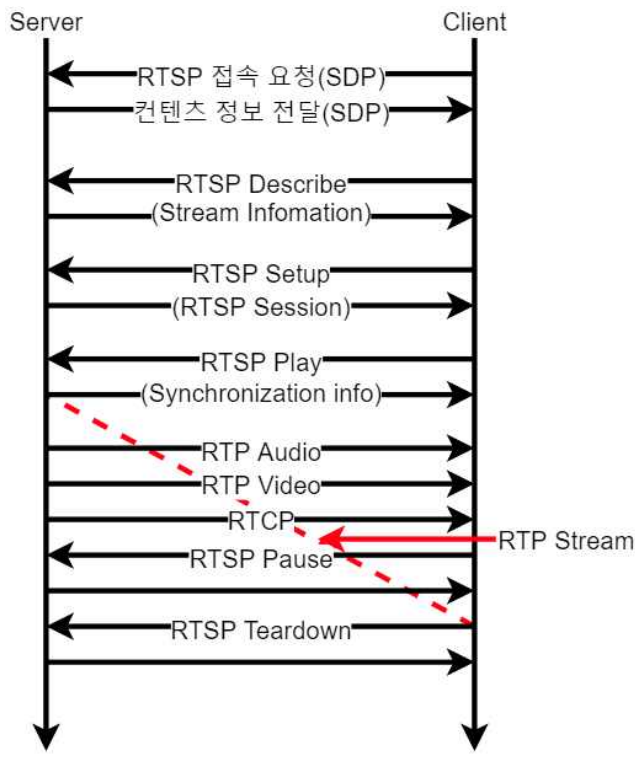 Server
Client
RTSP 접속 요청(SDP)
컨텐츠 정보 전달(SDP)
RTSP Describe
(Stream Infomation)
RTSP Setup
(RTSP Session)
RTSP Play
(Synchronization info)
RTP Audio
RTP Video
RTCP
RTP Stream
RTSP Pause
RTSP Teardown